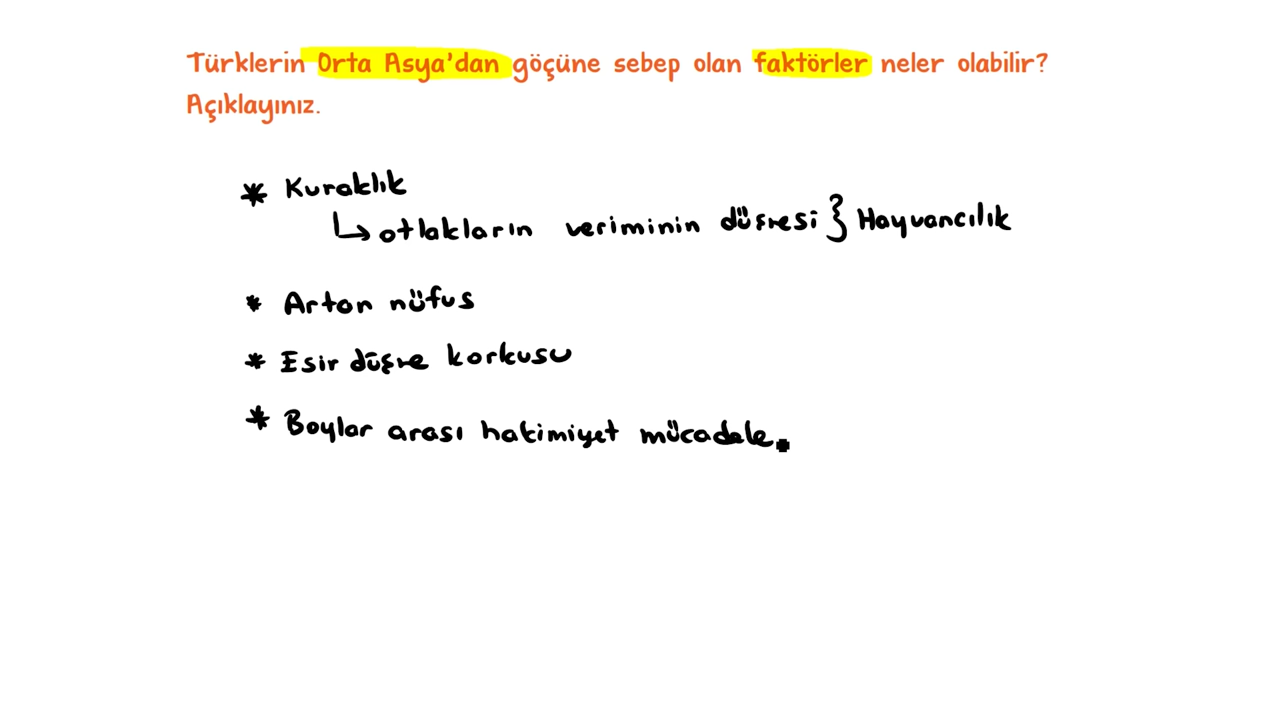 Türklerin Orta Asya'dan göçüne sebep olan faktörler neler olabilir?
Açıklayınız.
* Kuraklık
↳ otlakların veriminin düşmesi } Hayvancılık
* Artan nüfus
* Esir düşme korkusu
* Boylar arası hakimiyet mücadele